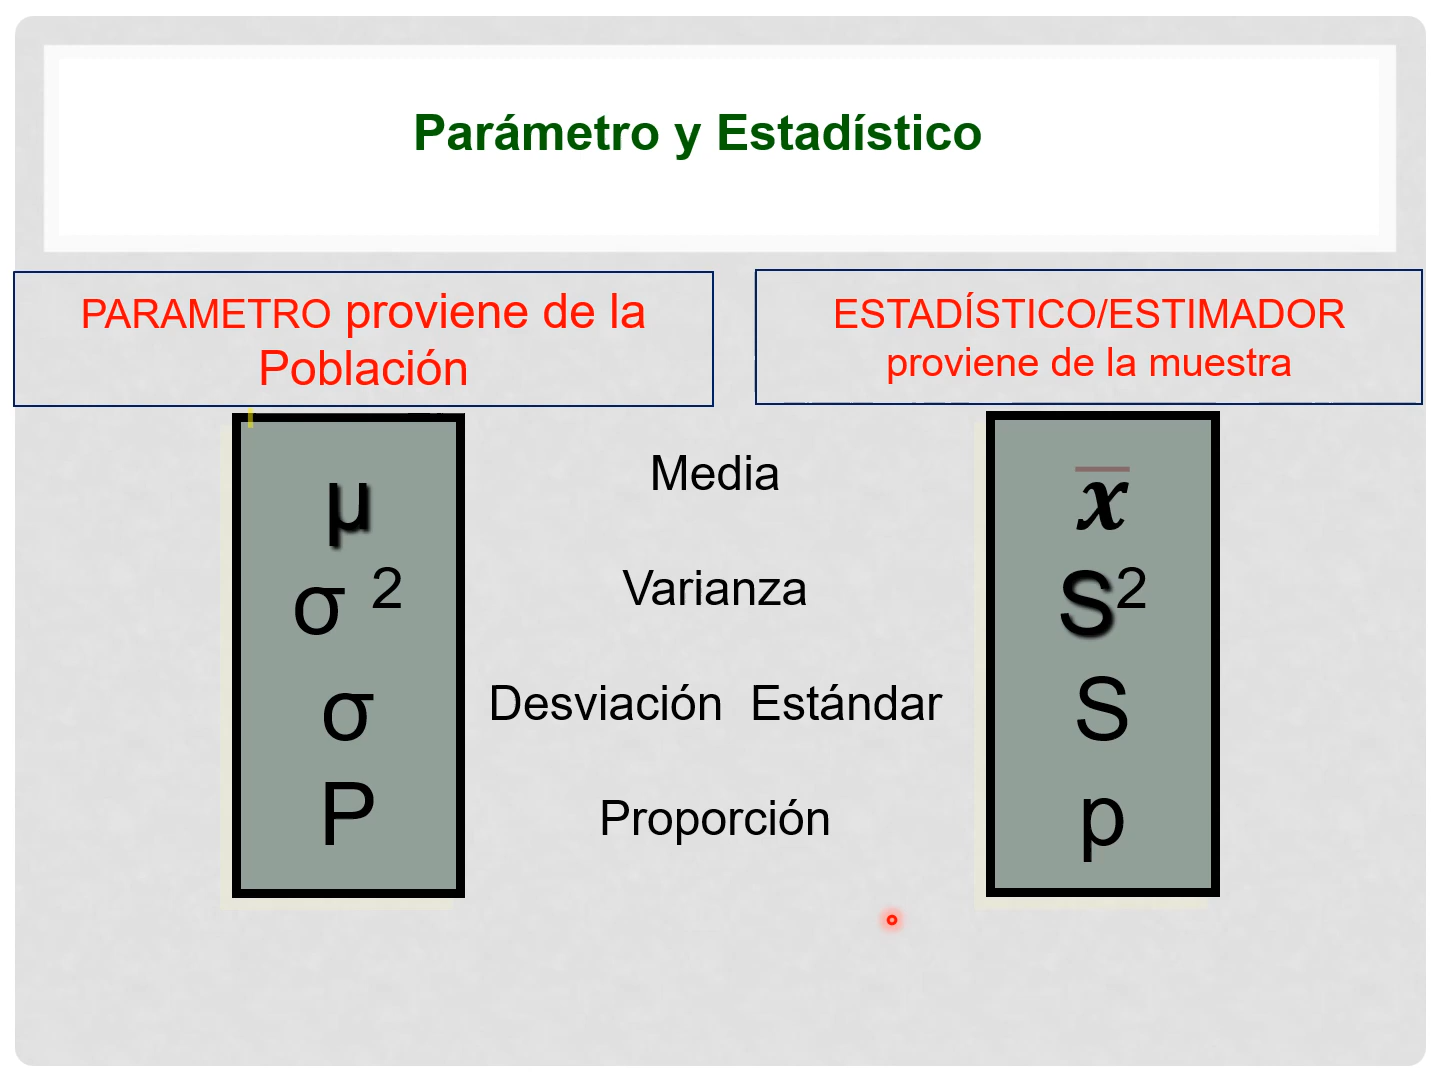 Parámetro y Estadístico
PARAMETRO proviene de la
Población
ESTADÍSTICO/ESTIMADOR
proviene de la muestra
μ
σ ²
σ
P
Media
Varianza
Desviación Estándar
Proporción
x̅
S²
S
p